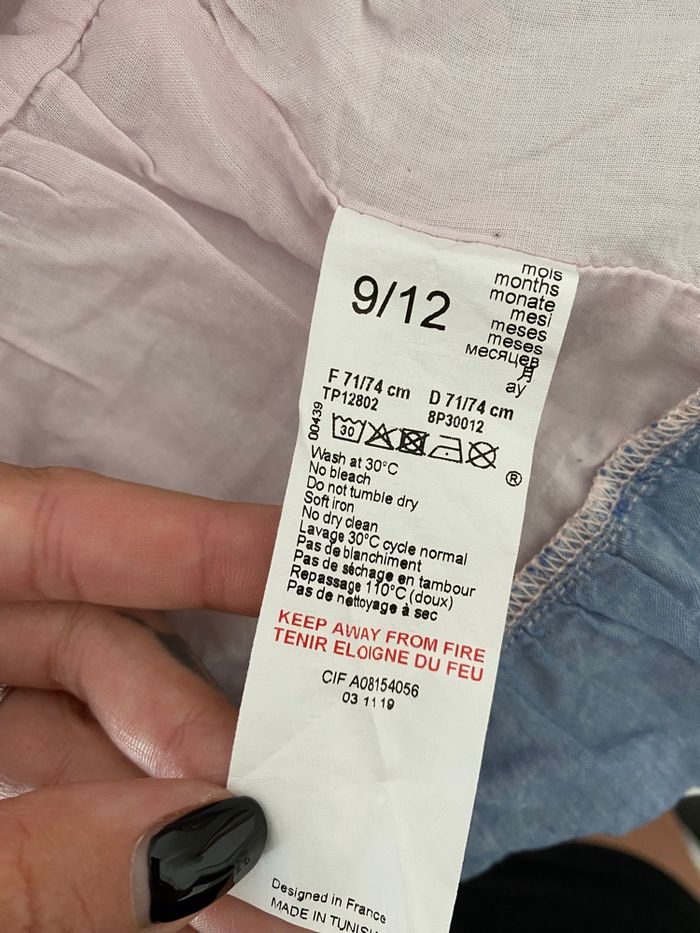 9/12
mois
months
monate
mesi
meses
meses
месяцев
月
ay
F 71/74 cm D 71/74 cm
TP12802 8P30012
00439
30
®
Wash at 30°C
No bleach
Do not tumble dry
Soft iron
No dry clean
Lavage 30°C cycle normal
Pas de blanchiment
Pas de séchage en tambour
Repassage 110°C (doux)
Pas de nettoyage à sec
KEEP AWAY FROM FIRE
TENIR ELOIGNE DU FEU
CIF A08154056
03 11 19
Designed in France
MADE IN TUNISI